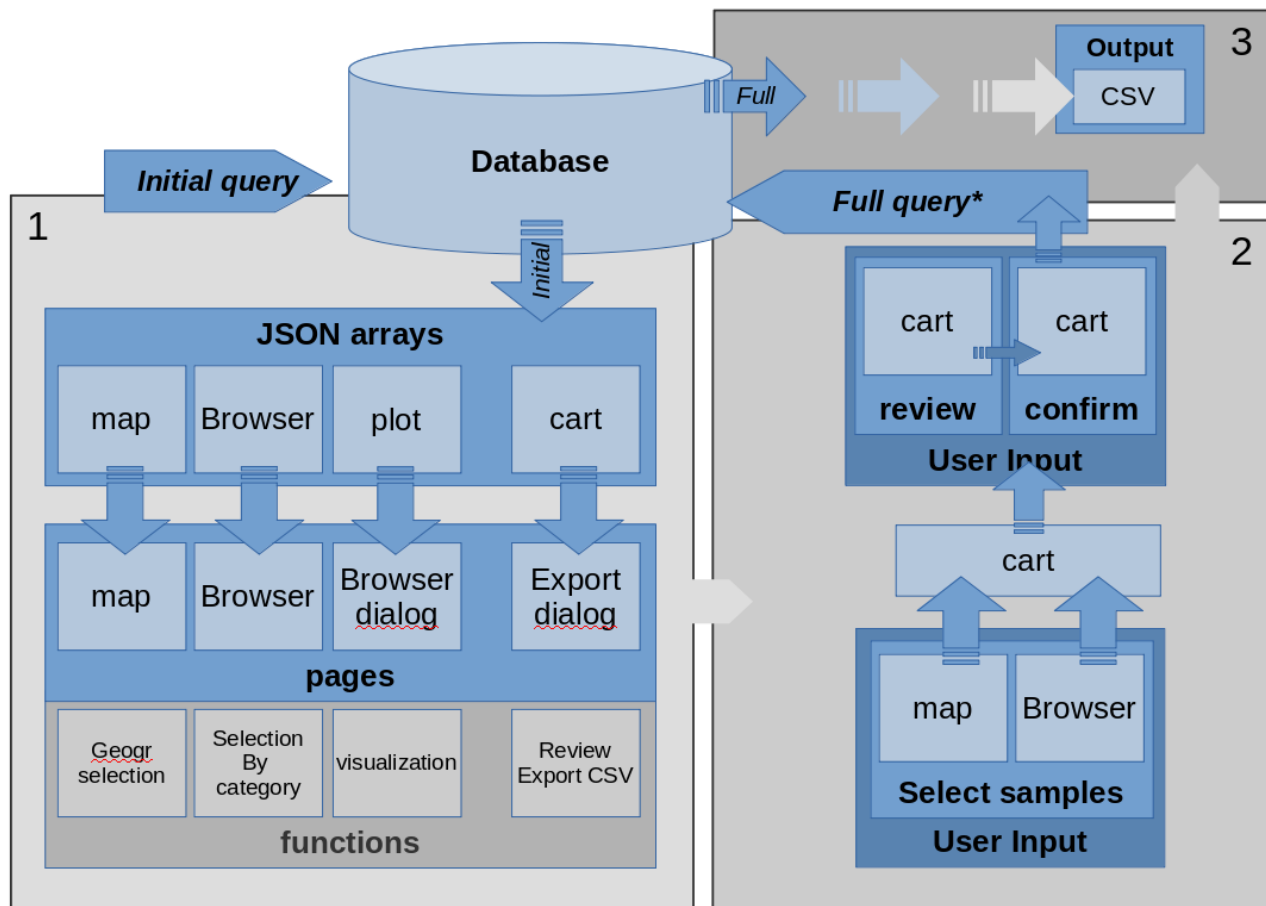 3
Output
CSV
Full
Database
Initial query
Full query*
1
2
Initial
cart
cart
review
confirm
User Input
JSON arrays
map
Browser
plot
cart
map
Browser
Browser
dialog
Export
dialog
pages
cart
map
Browser
Select samples
User Input
Geogr
selection
Selection
By
category
visualization
Review
Export CSV
functions